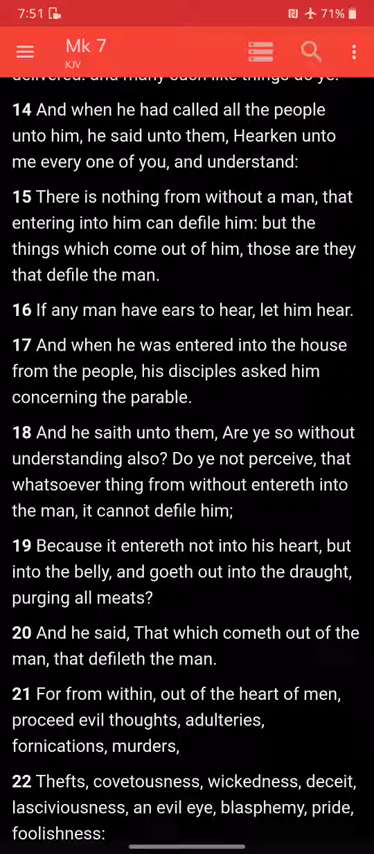 7:51 71%
Mk 7
KJV
delivered: and many such like things do ye.
14 And when he had called all the people
unto him, he said unto them, Hearken unto
me every one of you, and understand:
15 There is nothing from without a man, that
entering into him can defile him: but the
things which come out of him, those are they
that defile the man.
16 If any man have ears to hear, let him hear.
17 And when he was entered into the house
from the people, his disciples asked him
concerning the parable.
18 And he saith unto them, Are ye so without
understanding also? Do ye not perceive, that
whatsoever thing from without entereth into
the man, it cannot defile him;
19 Because it entereth not into his heart, but
into the belly, and goeth out into the draught,
purging all meats?
20 And he said, That which cometh out of the
man, that defileth the man.
21 For from within, out of the heart of men,
proceed evil thoughts, adulteries,
fornications, murders,
22 Thefts, covetousness, wickedness, deceit,
lasciviousness, an evil eye, blasphemy, pride,
foolishness: